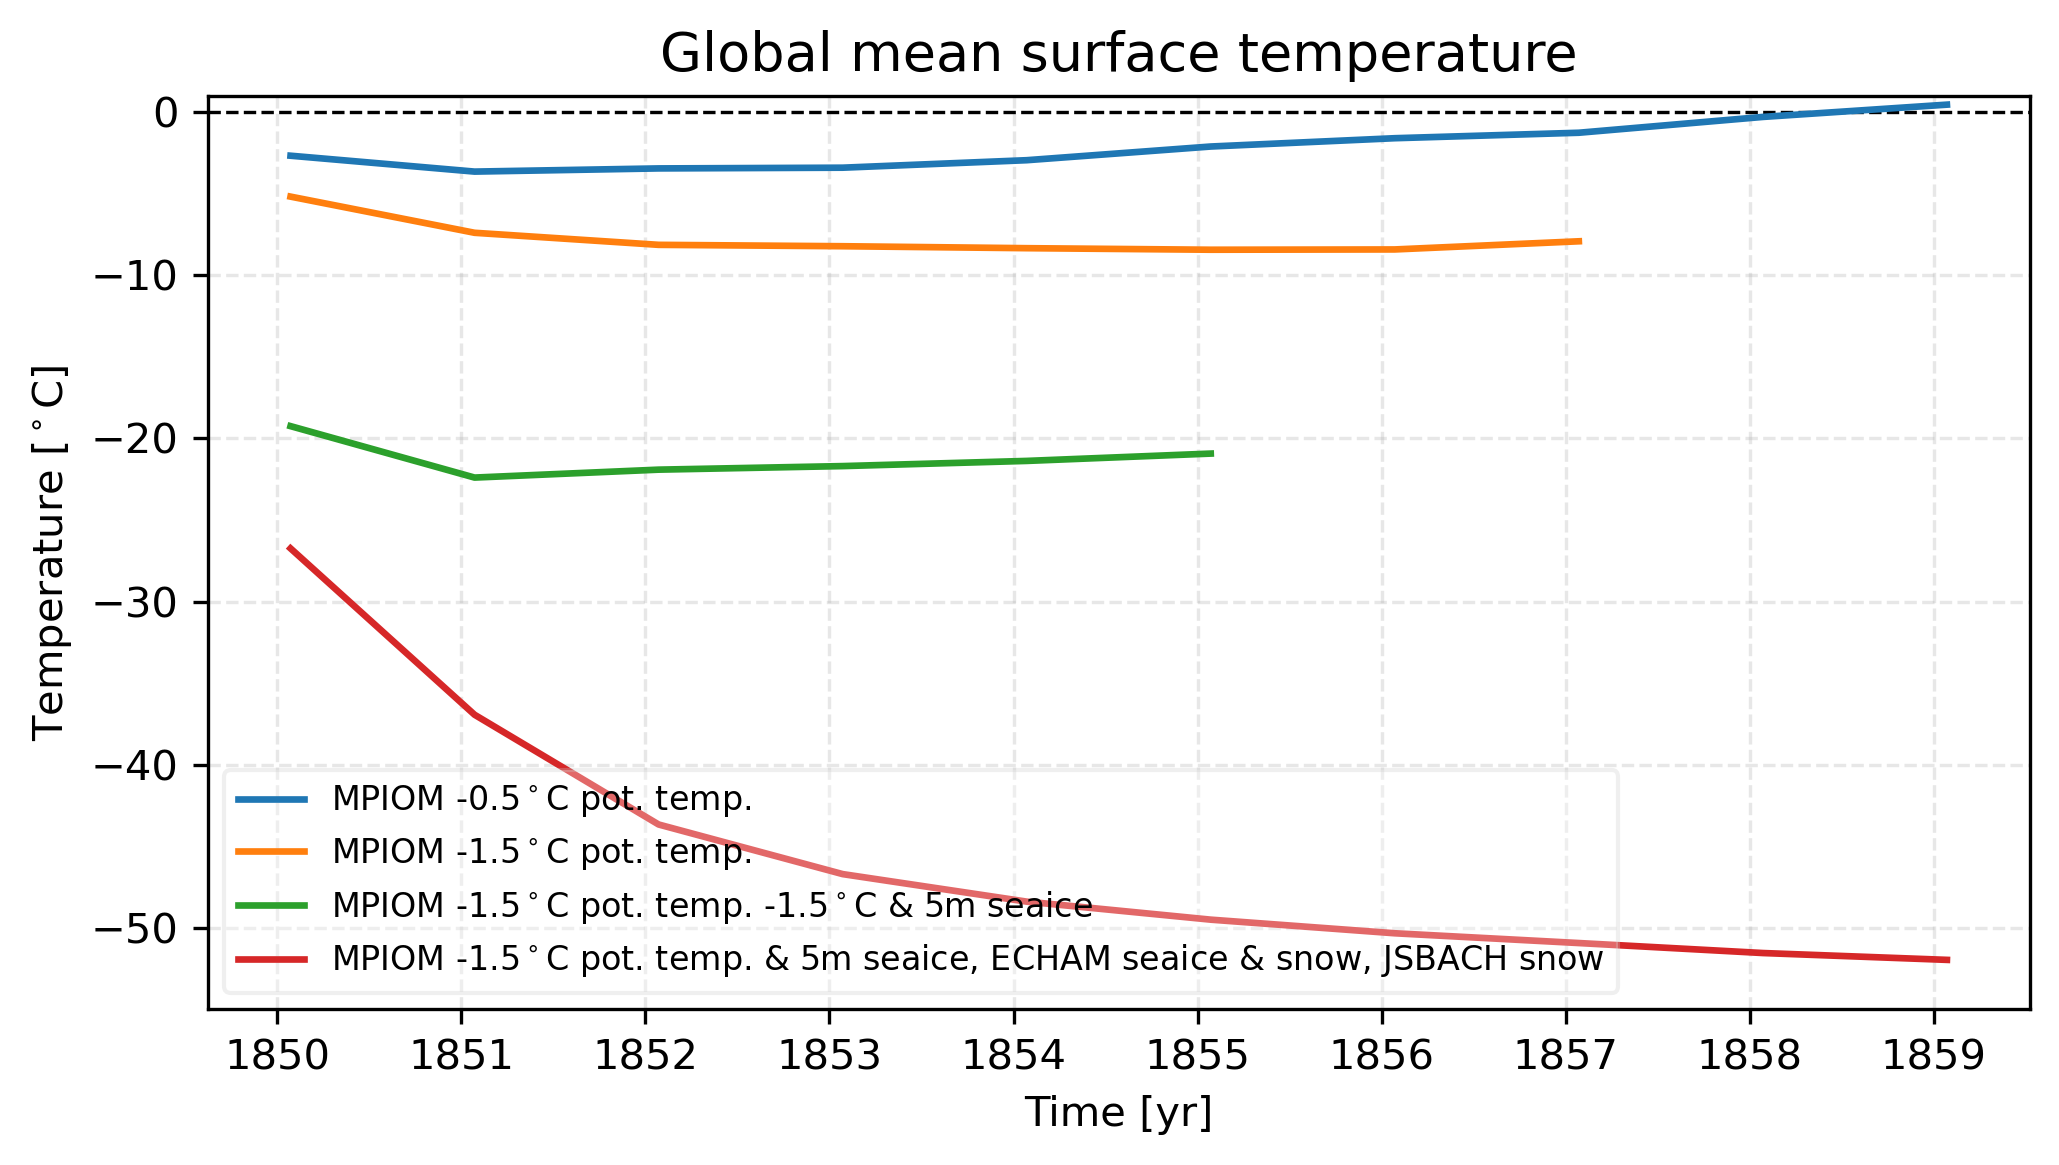 Global mean surface temperature
0
−10
−20
−30
−40
−50
Temperature [°C]
MPIOM -0.5°C pot. temp.
MPIOM -1.5°C pot. temp.
MPIOM -1.5°C pot. temp. -1.5°C & 5m seaice
MPIOM -1.5°C pot. temp. & 5m seaice, ECHAM seaice & snow, JSBACH snow
1850 1851 1852 1853 1854 1855 1856 1857 1858 1859
Time [yr]